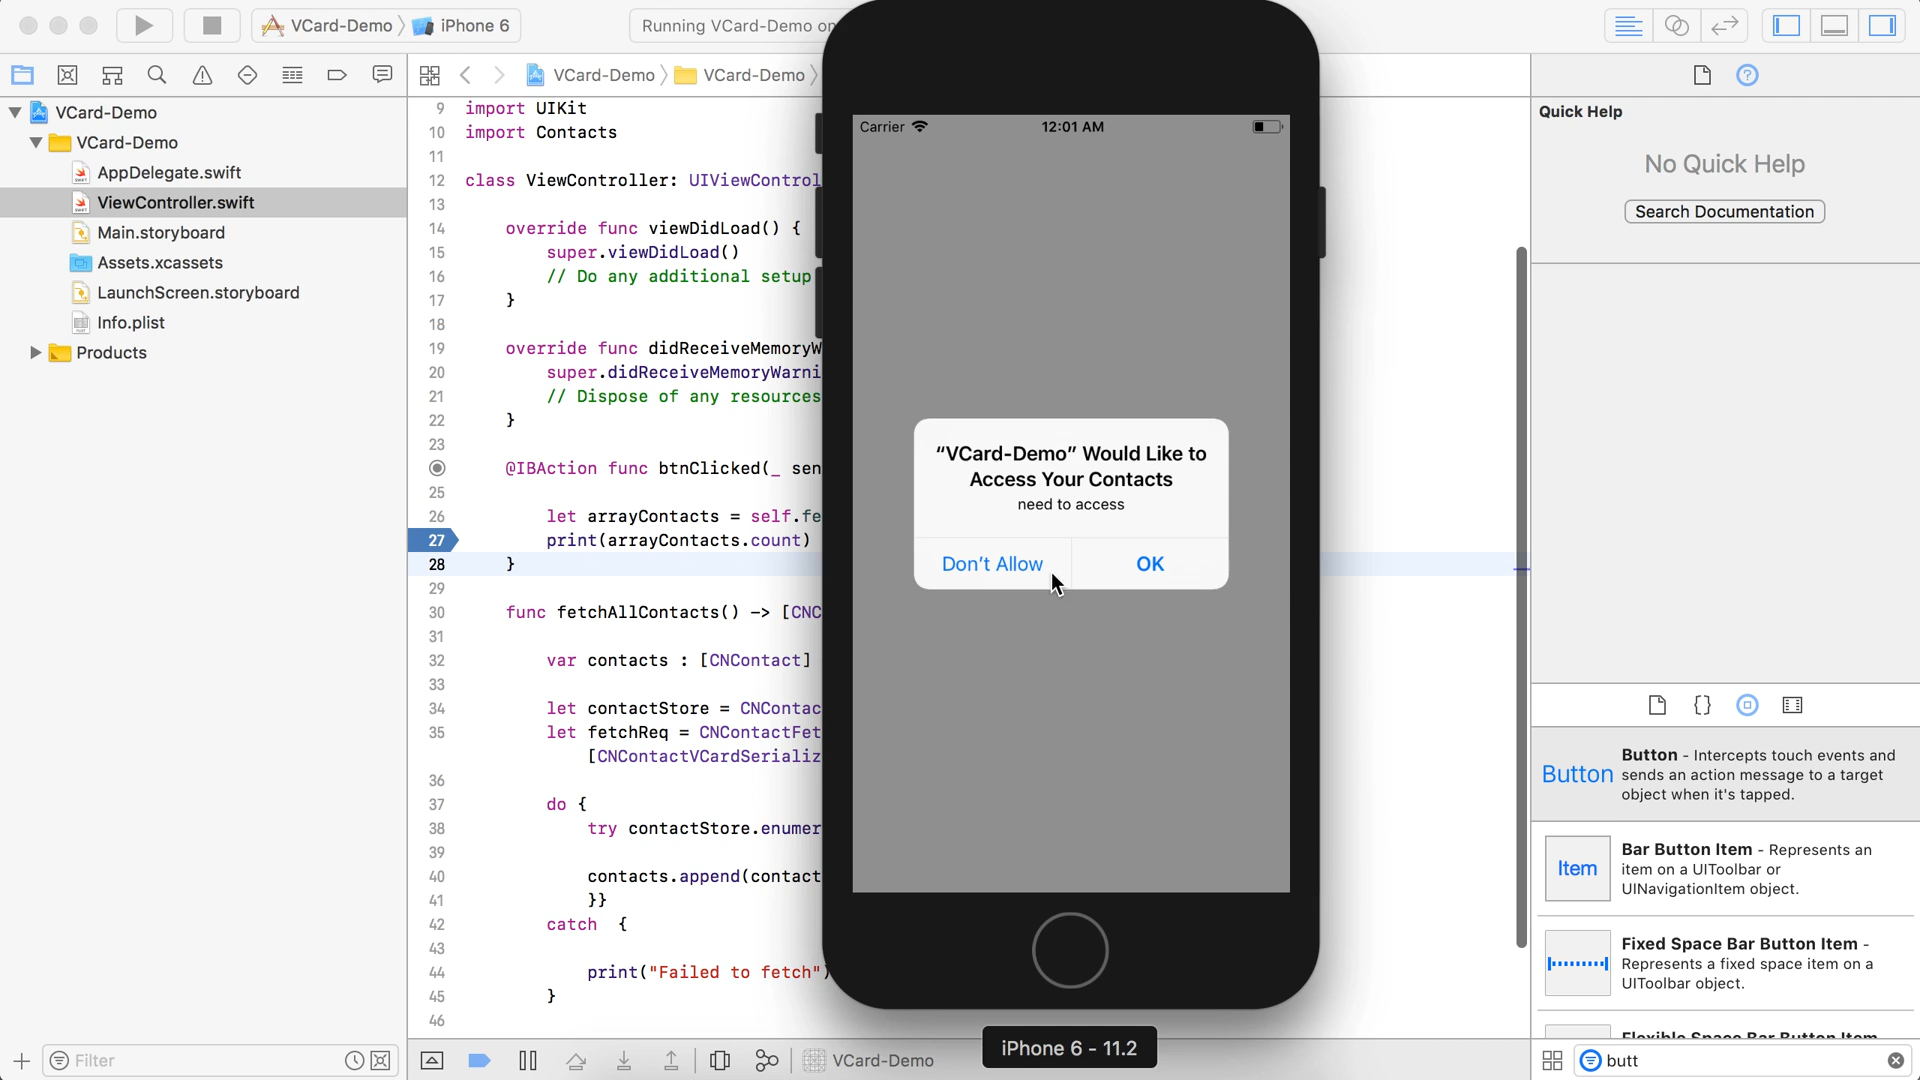 VCard-Demo
iPhone 6
Running VCard-Demo on
VCard-Demo
VCard-Demo
VCard-Demo
VCard-Demo
AppDelegate.swift
ViewController.swift
Main.storyboard
Assets.xcassets
LaunchScreen.storyboard
Info.plist
Products
9 import UIKit
10 import Contacts
11
12 class ViewController: UIViewControl
13
14 override func viewDidLoad() {
15 super.viewDidLoad()
16 // Do any additional setup
17 }
18
19 override func didReceiveMemoryW
20 super.didReceiveMemoryWarni
21 // Dispose of any resources
22 }
23
@IBAction func btnClicked(_ sen
25
26 let arrayContacts = self.fe
27 print(arrayContacts.count)
28 }
29
30 func fetchAllContacts() -> [CNC
31
32 var contacts : [CNContact]
33
34 let contactStore = CNContac
35 let fetchReq = CNContactFet
[CNContactVCardSerializ
36
37 do {
38 try contactStore.enumer
39
40 contacts.append(contact
41 }}
42 catch {
43
44 print("Failed to fetch")
45 }
46
Carrier
12:01 AM
“VCard-Demo” Would Like to
Access Your Contacts
need to access
Don’t Allow
OK
iPhone 6 - 11.2
Quick Help
No Quick Help
Search Documentation
Button
Button - Intercepts touch events and
sends an action message to a target
object when it's tapped.
Item
Bar Button Item - Represents an
item on a UIToolbar or
UINavigationItem object.
Fixed Space Bar Button Item -
Represents a fixed space item on a
UIToolbar object.
Flexible Space Bar Button Item
Filter
VCard-Demo
butt